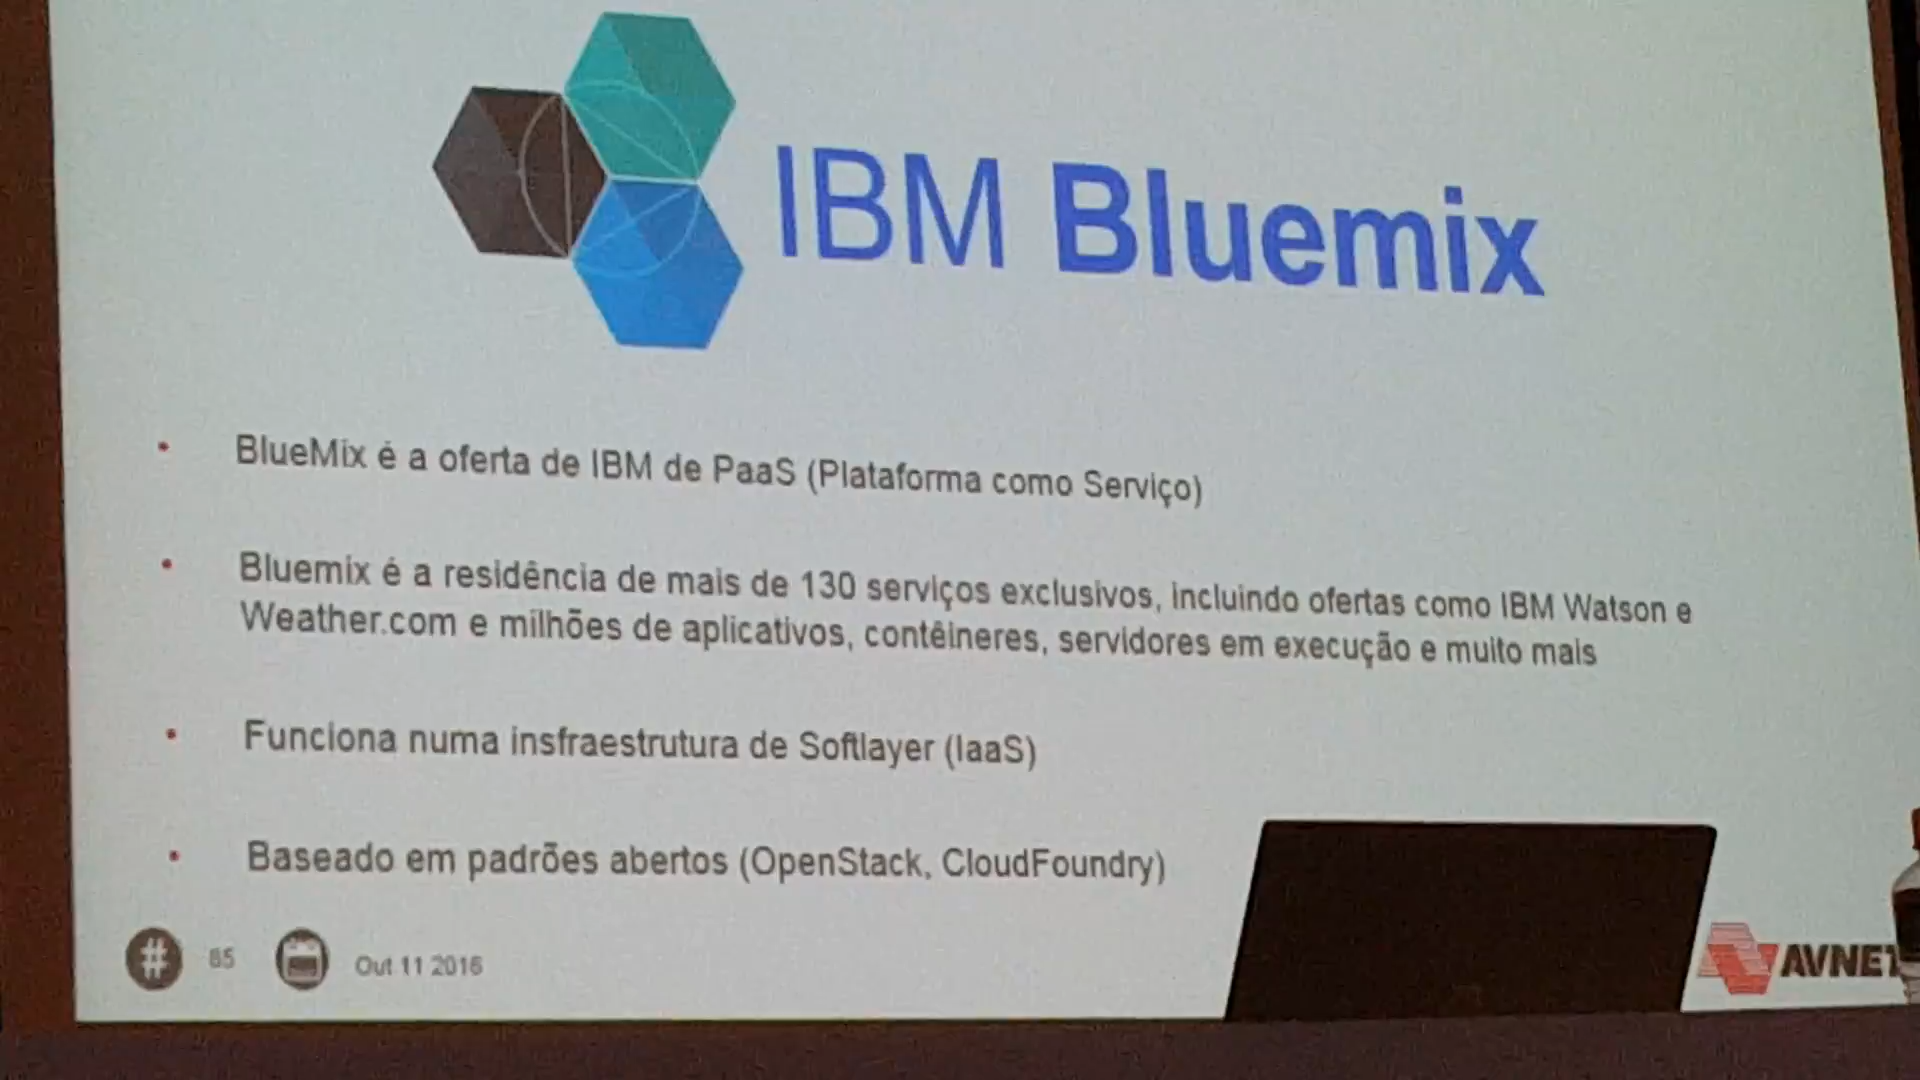 IBM Bluemix
BlueMix é a oferta de IBM de PaaS (Plataforma como Serviço)
Bluemix é a residência de mais de 130 serviços exclusivos, incluindo ofertas como IBM Watson e
Weather.com e milhões de aplicativos, contêineres, servidores em execução e muito mais
Funciona numa insfraestrutura de Softlayer (IaaS)
Baseado em padrões abertos (OpenStack, CloudFoundry)
#
Out 11 2016
AVNET